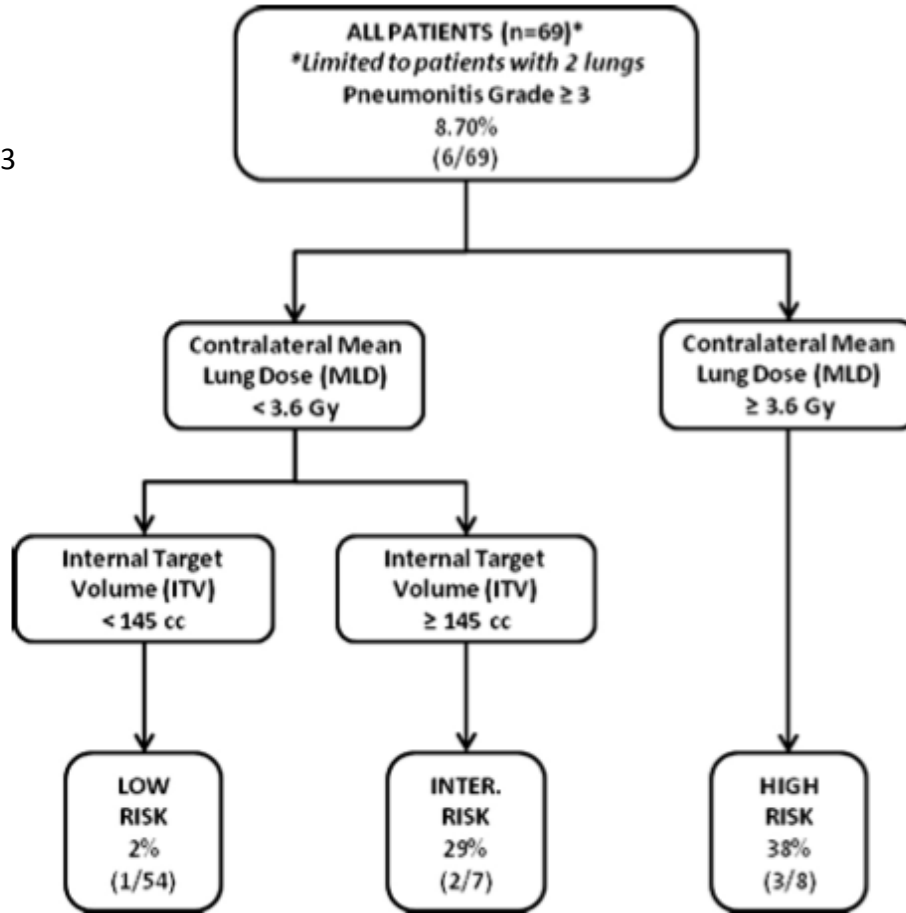 ALL PATIENTS (n=69)*
*Limited to patients with 2 lungs
Pneumonitis Grade ≥ 3
8.70%
(6/69)
3
Contralateral Mean
Lung Dose (MLD)
< 3.6 Gy
Contralateral Mean
Lung Dose (MLD)
≥ 3.6 Gy
Internal Target
Volume (ITV)
< 145 cc
Internal Target
Volume (ITV)
≥ 145 cc
LOW
RISK
2%
(1/54)
INTER.
RISK
29%
(2/7)
HIGH
RISK
38%
(3/8)